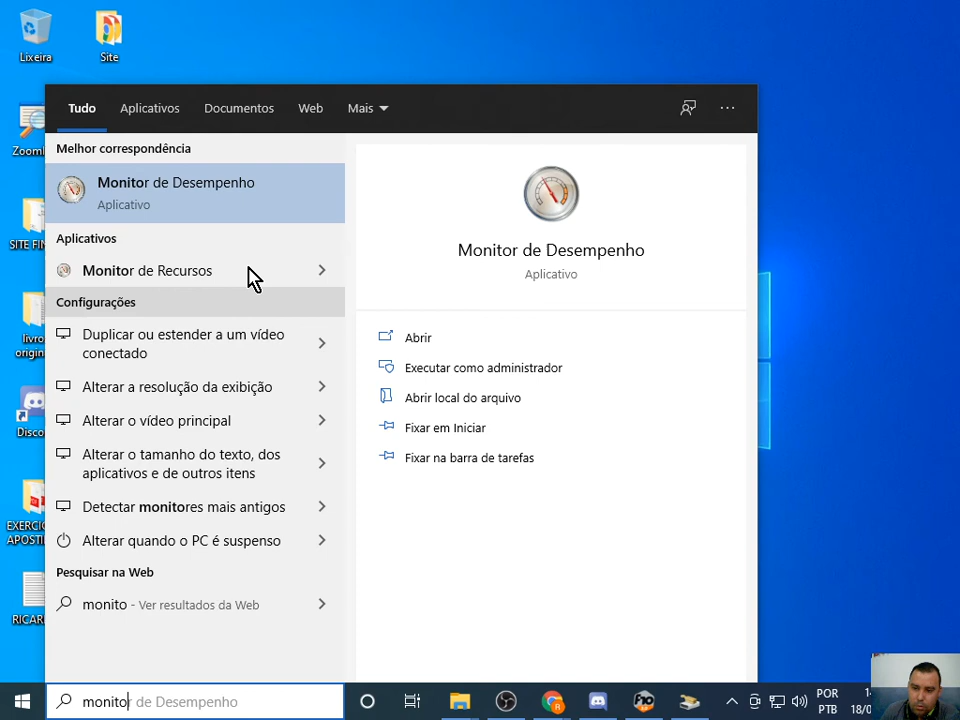 Lixeira
Site
Tudo
Aplicativos
Documentos
Web
Mais
Melhor correspondência
Monitor de Desempenho
Aplicativo
Aplicativos
Monitor de Recursos
Configurações
Duplicar ou estender a um vídeo
conectado
Alterar a resolução da exibição
Alterar o vídeo principal
Alterar o tamanho do texto, dos
aplicativos e de outros itens
Detectar monitores mais antigos
Alterar quando o PC é suspenso
Pesquisar na Web
monito - Ver resultados da Web
Monitor de Desempenho
Aplicativo
Abrir
Executar como administrador
Abrir local do arquivo
Fixar em Iniciar
Fixar na barra de tarefas
Zoom
SITE FIN
livro
origin
Disco
EXERCIC
APOSTI
RICAR
monitor de Desempenho
POR
PTB
18/0